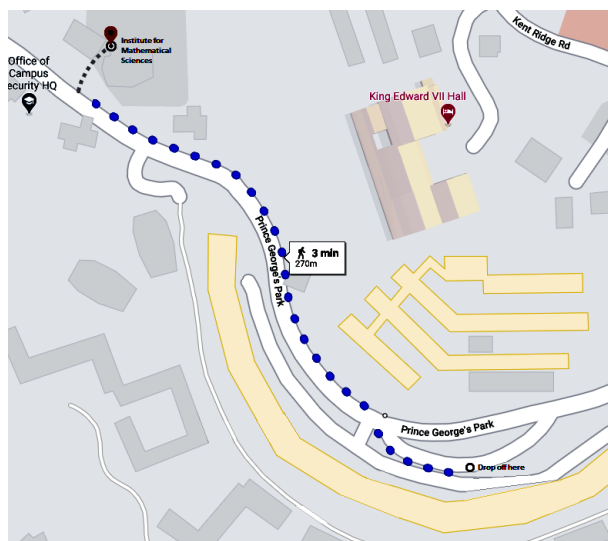 Kent Ridge Rd
Institute for
Mathematical
Sciences
Office of
Campus
ecurity HQ
King Edward VII Hall
Prince George's Park
3 min
270m
Prince George's Park
Drop off here